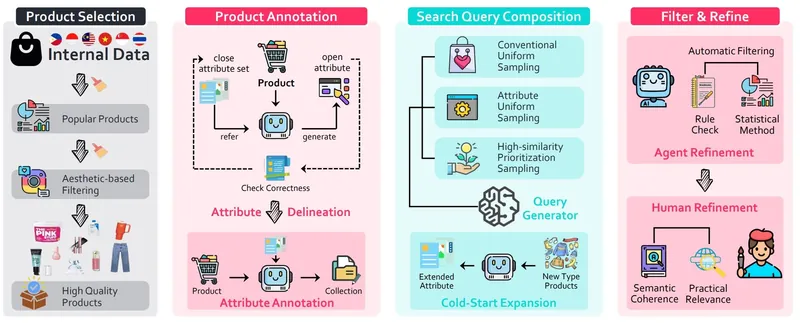 Product Selection
Internal Data
Popular Products
Aesthetic-based
Filtering
THE
PINK
High Quality
Products
Product Annotation
close
attribute set
Product
open
attribute
refer
generate
Check Correctness
Attribute
Delineation
Product
Collection
Attribute Annotation
Search Query Composition
Conventional
Uniform
Sampling
Attribute
Uniform
Sampling
High-similarity
Prioritization
Sampling
Query
Generator
Extended
Attribute
New Type
Products
Cold-Start Expansion
Filter & Refine
Automatic Filtering
AI
Rule
Check
Statistical
Method
Agent Refinement
Human Refinement
Semantic
Coherence
Practical
Relevance